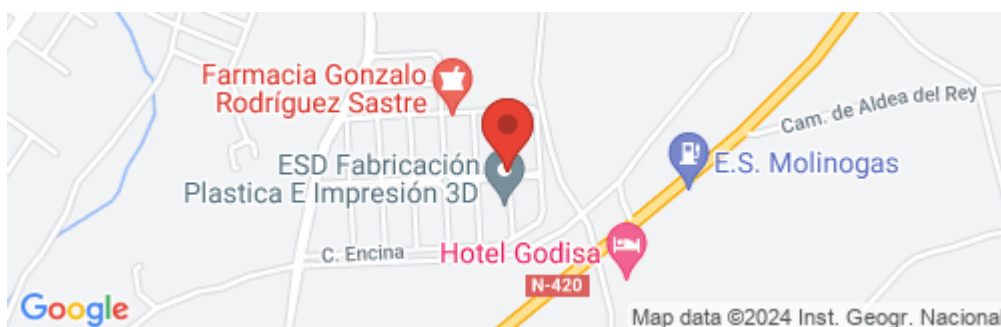 Farmacia Gonzalo
Rodríguez Sastre
ESD Fabricación
Plastica E Impresión 3D
Cam. de Aldea del Rey
E.S. Molinogas
C. Encina
Hotel Godisa
N-420
Google
Map data ©2024 Inst. Geogr. Naciona